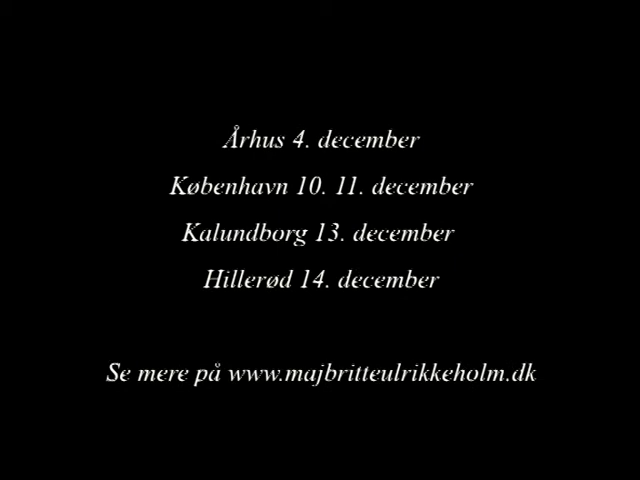 Århus 4. december
København 10. 11. december
Kalundborg 13. december
Hillerød 14. december
Se mere på www.majbritteulrikkeholm.dk